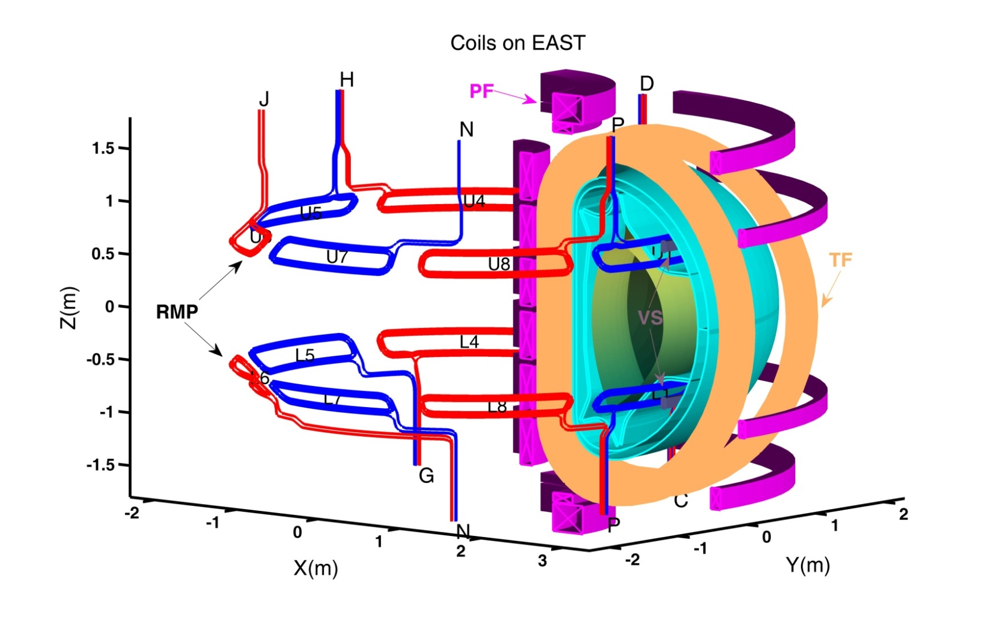 Coils on EAST
H
D
J
PF
P
N
1.5
1
U4
U5
U7
U8
0.5
TF
0
RMP
VS
Z(m)
L4
L5
-0.5
L7
L8
-1
-1.5
G
C
N
P
-2
-1
0
1
2
3
X(m)
-2
-1
0
1
2
Y(m)